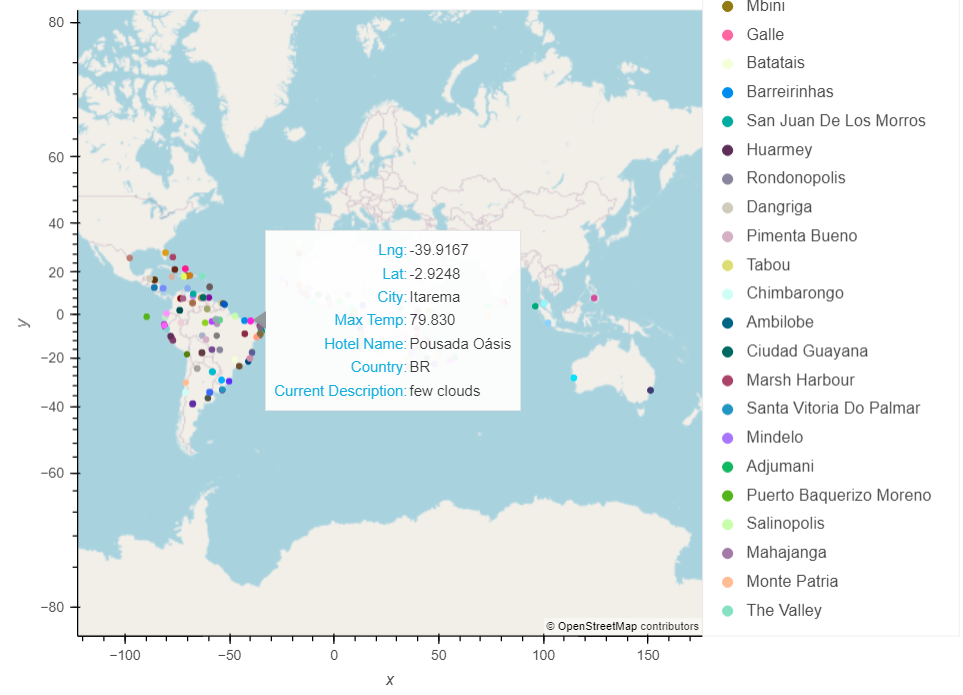 80
60
40
20
0
−20
−40
−60
−80
y
−100
−50
0
50
100
150
x
Lng: -39.9167
Lat: -2.9248
City: Itarema
Max Temp: 79.830
Hotel Name: Pousada Oásis
Country: BR
Current Description: few clouds
© OpenStreetMap contributors
Mbini
Galle
Batatais
Barreirinhas
San Juan De Los Morros
Huarmey
Rondonopolis
Dangriga
Pimenta Bueno
Tabou
Chimbarongo
Ambilobe
Ciudad Guayana
Marsh Harbour
Santa Vitoria Do Palmar
Mindelo
Adjumani
Puerto Baquerizo Moreno
Salinopolis
Mahajanga
Monte Patria
The Valley